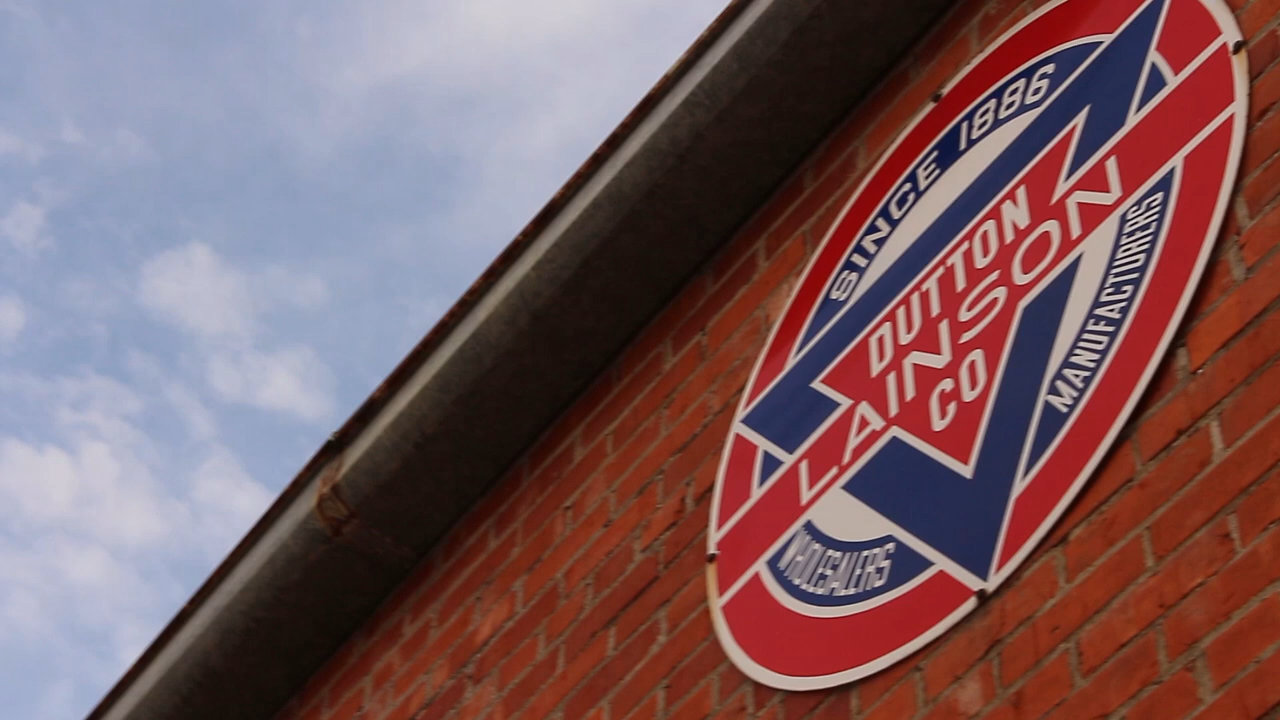 SINCE 1886
DUTTON
LAINSON
CO
MANUFACTURERS
WHOLESALERS